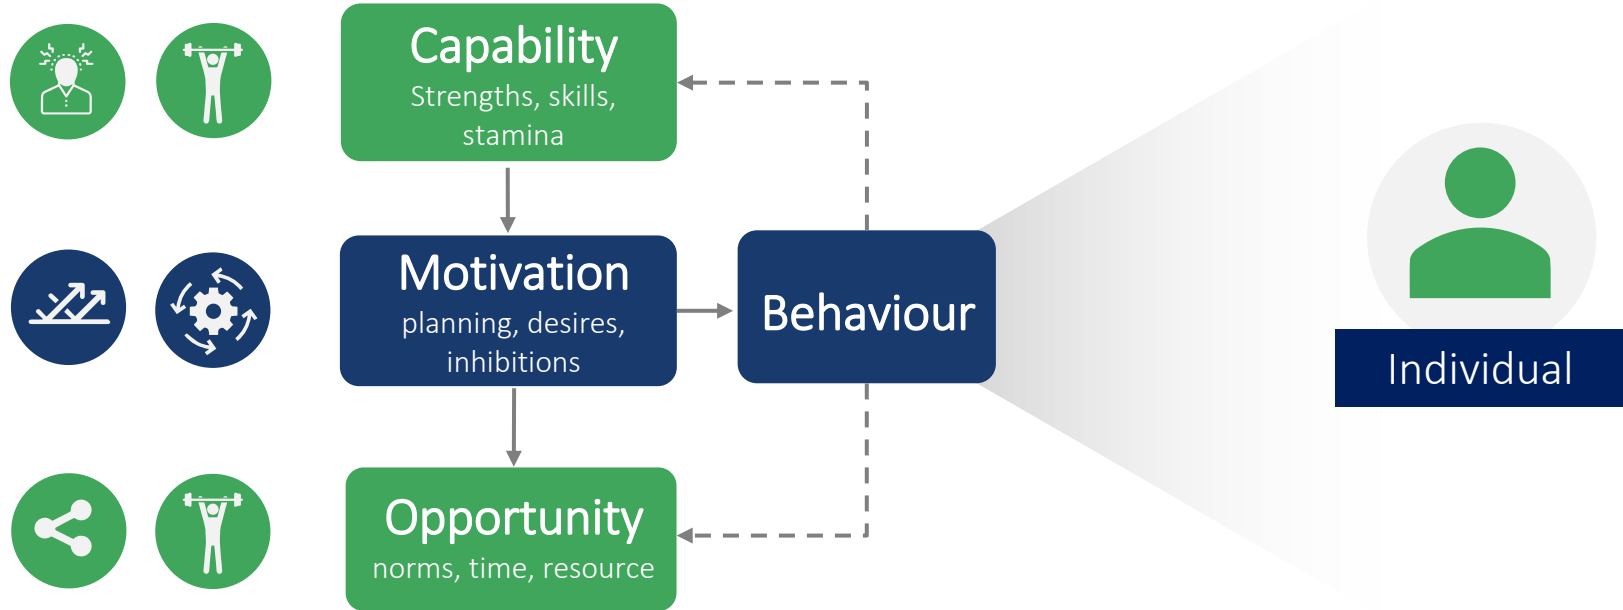 Capability
Strengths, skills,
stamina
Motivation
planning, desires,
inhibitions
Behaviour
Individual
Opportunity
norms, time, resource